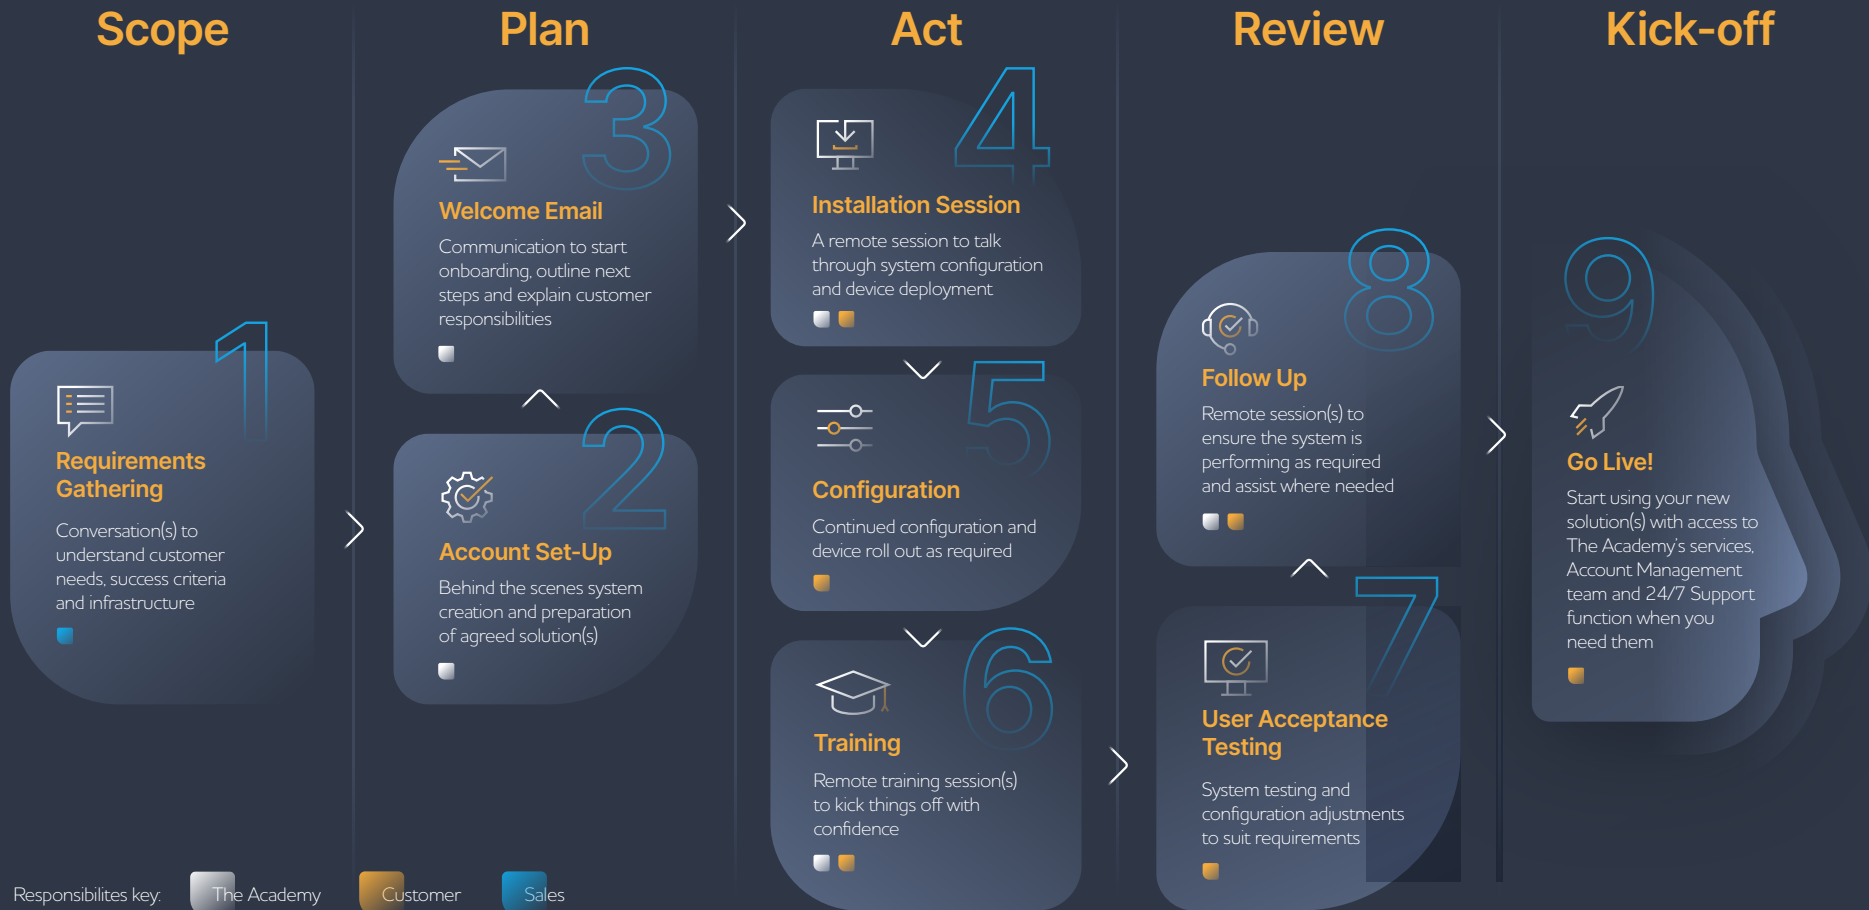 Scope
1
Requirements
Gathering
Conversation(s) to
understand customer
needs, success criteria
and infrastructure
Plan
2
Account Set-Up
Behind the scenes system
creation and preparation
of agreed solution(s)
3
Welcome Email
Communication to start
onboarding, outline next
steps and explain customer
responsibilities
Act
4
Installation Session
A remote session to talk
through system configuration
and device deployment
5
Configuration
Continued configuration and
device roll out as required
6
Training
Remote training session(s)
to kick things off with
confidence
Review
7
User Acceptance
Testing
System testing and
configuration adjustments
to suit requirements
8
Follow Up
Remote session(s) to
ensure the system is
performing as required
and assist where needed
Kick-off
9
Go Live!
Start using your new
solution(s) with access to
The Academy's services,
Account Management
team and 24/7 Support
function when you
need them
Responsibilites key: The Academy Customer Sales